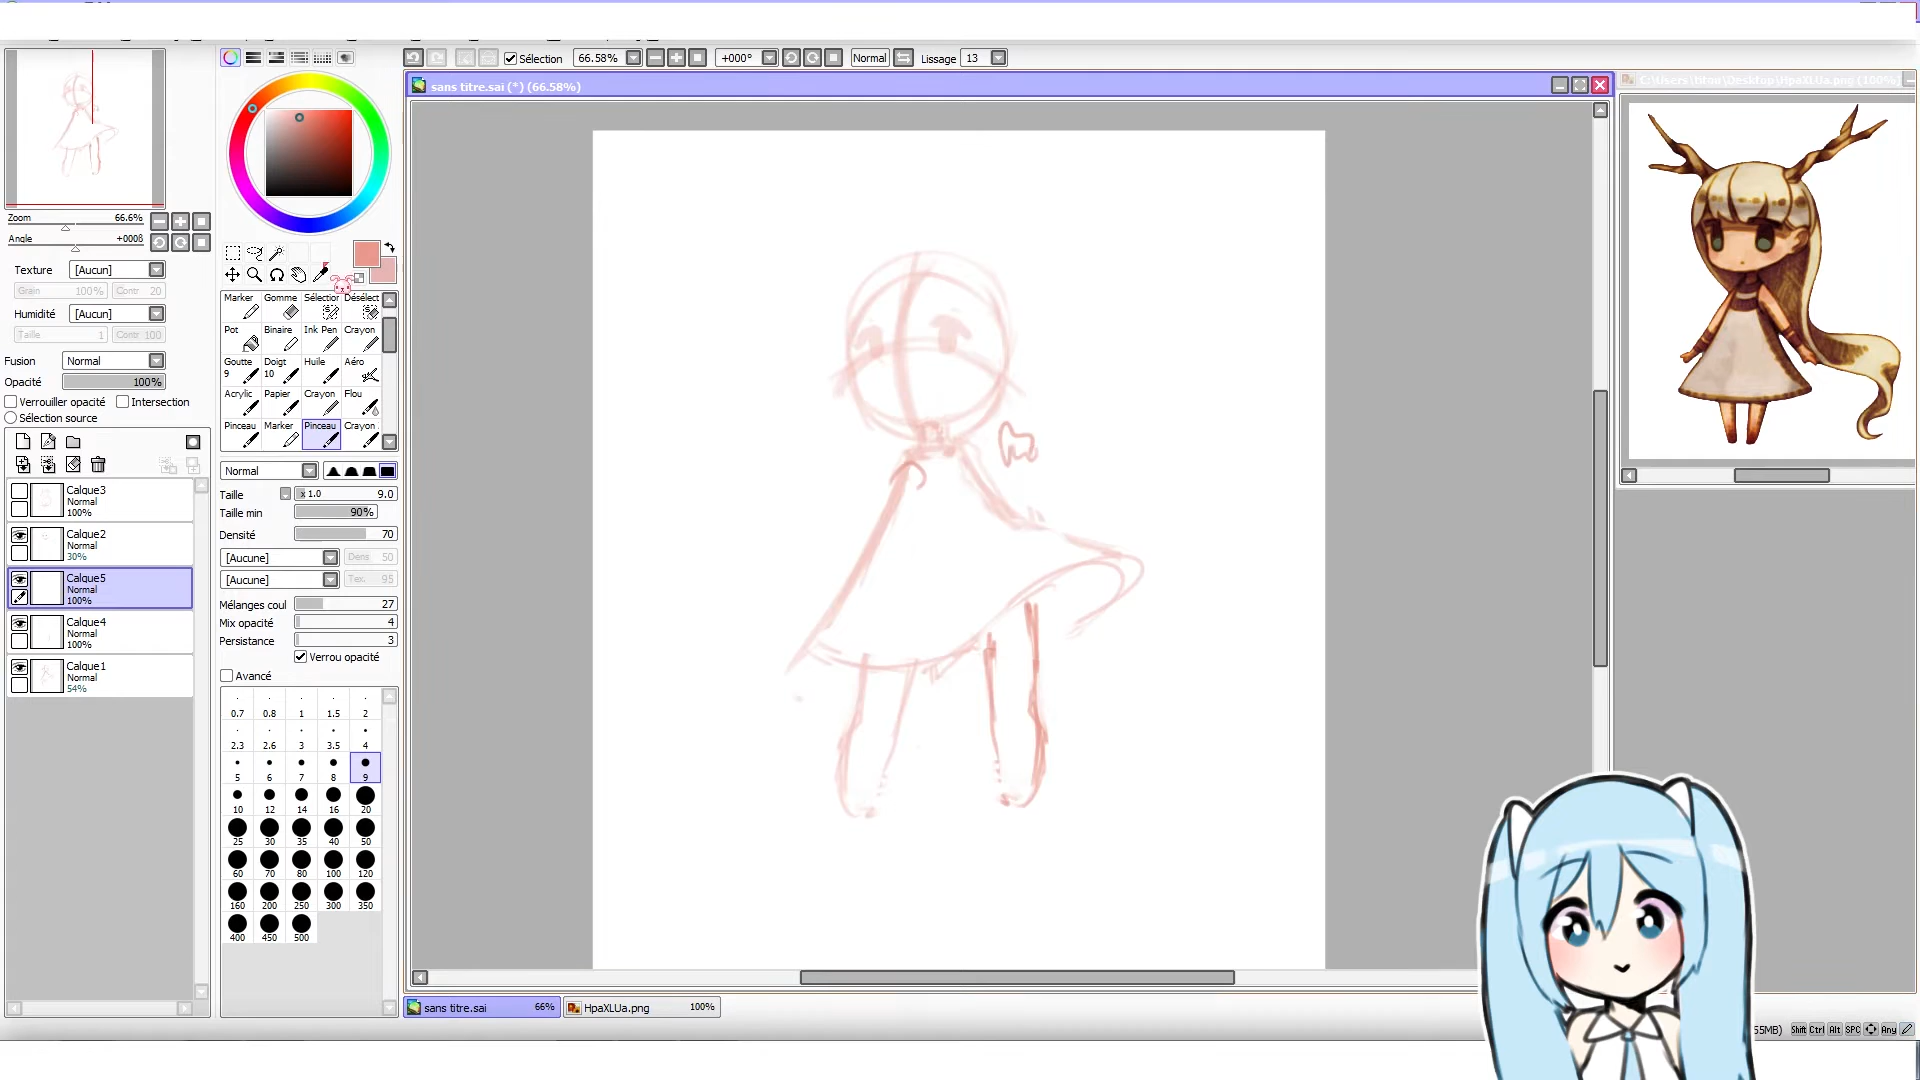 Sélection 66.58% +000° Normal Lissage 13
sans titre.sai (*) (66.58%)
C:\Users\titou\Desktop\HpaXLUa.png (100%)
Zoom 66.6%
Angle +000ß
Texture [Aucun]
Grain 100% Contr 20
Humidité [Aucun]
Taille 1 Contr 100
Fusion Normal
Opacité 100%
Verrouiller opacité Intersection
Sélection source
Calque3
Normal
100%
Calque2
Normal
30%
Calque5
Normal
100%
Calque4
Normal
100%
Calque1
Normal
54%
Marker Gomme Sélection Désélect
Pot Binaire Ink Pen Crayon
Goutte Doigt Huile Aéro
9 10
Acrylic Papier Crayon Flou
Pinceau Marker Pinceau Crayon
Normal
Taille x 1.0 9.0
Taille min 90%
Densité 70
[Aucune] Dens 50
[Aucune] Tex. 95
Mélanges coul 27
Mix opacité 4
Persistance 3
Verrou opacité
Avancé
0.7 0.8 1 1.5 2
2.3 2.6 3 3.5 4
5 6 7 8 9
10 12 14 16 20
25 30 35 40 50
60 70 80 100 120
160 200 250 300 350
400 450 500
sans titre.sai 66%
HpaXLUa.png 100%
55MB) Shift Ctrl Alt SPC Any